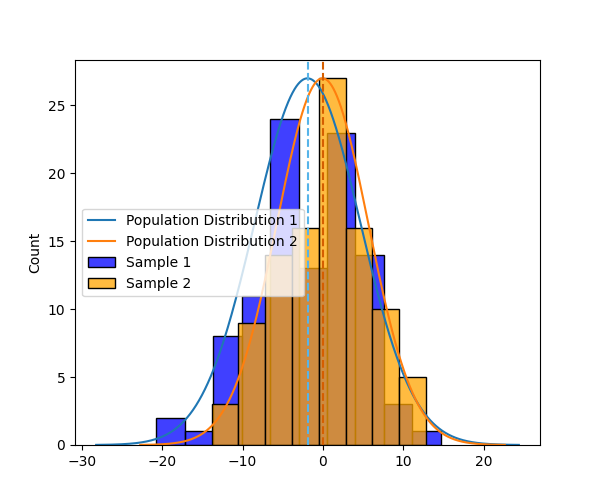 25
20
15
10
5
0
Count
Population Distribution 1
Population Distribution 2
Sample 1
Sample 2
−30 −20 −10 0 10 20